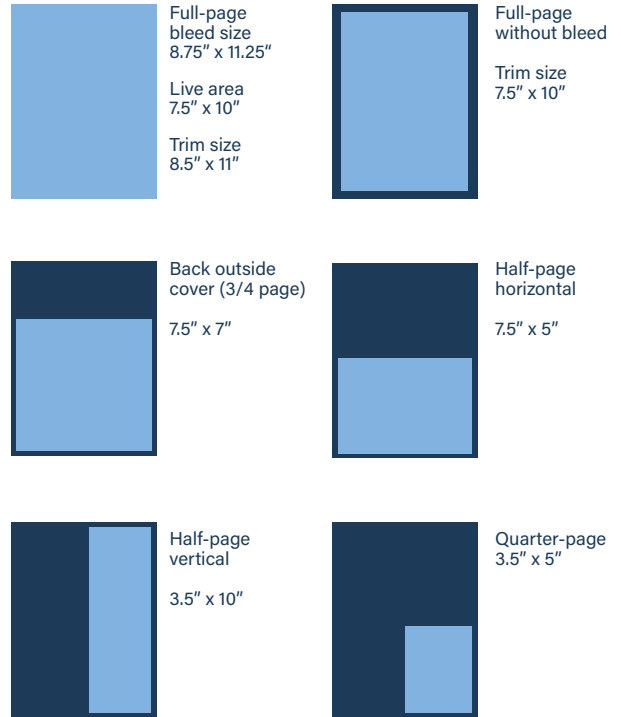 Full-page
bleed size
8.75” x 11.25“
Live area
7.5” x 10”
Trim size
8.5” x 11”
Full-page
without bleed
Trim size
7.5” x 10”
Back outside
cover (3/4 page)
7.5” x 7”
Half-page
horizontal
7.5” x 5”
Half-page
vertical
3.5” x 10”
Quarter-page
3.5” x 5”